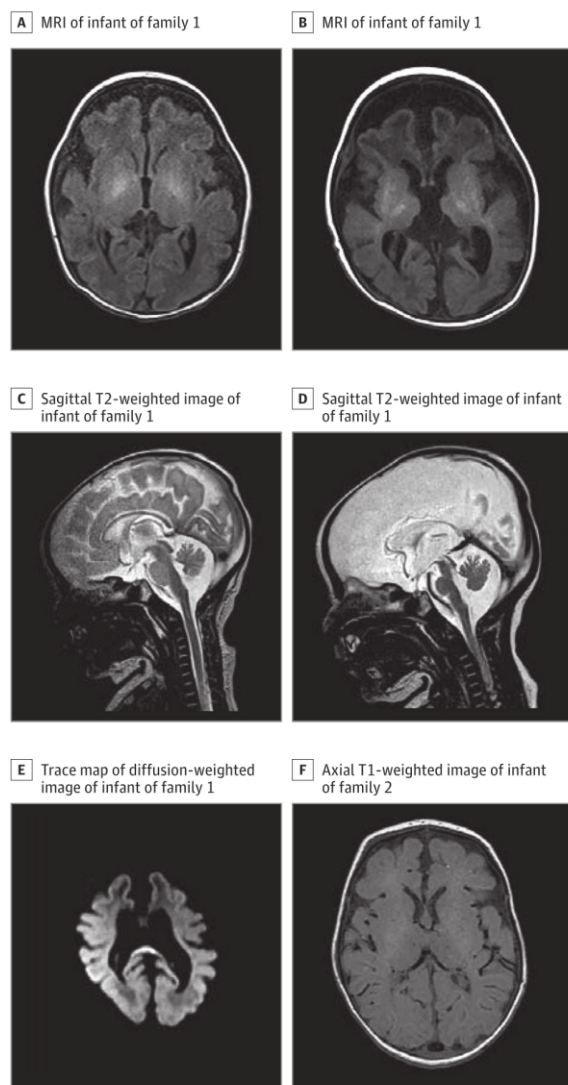 A MRI of infant of family 1
B MRI of infant of family 1
C Sagittal T2-weighted image of
infant of family 1
D Sagittal T2-weighted image of infant
of family 1
E Trace map of diffusion-weighted
image of infant of family 1
F Axial T1-weighted image of infant
of family 2